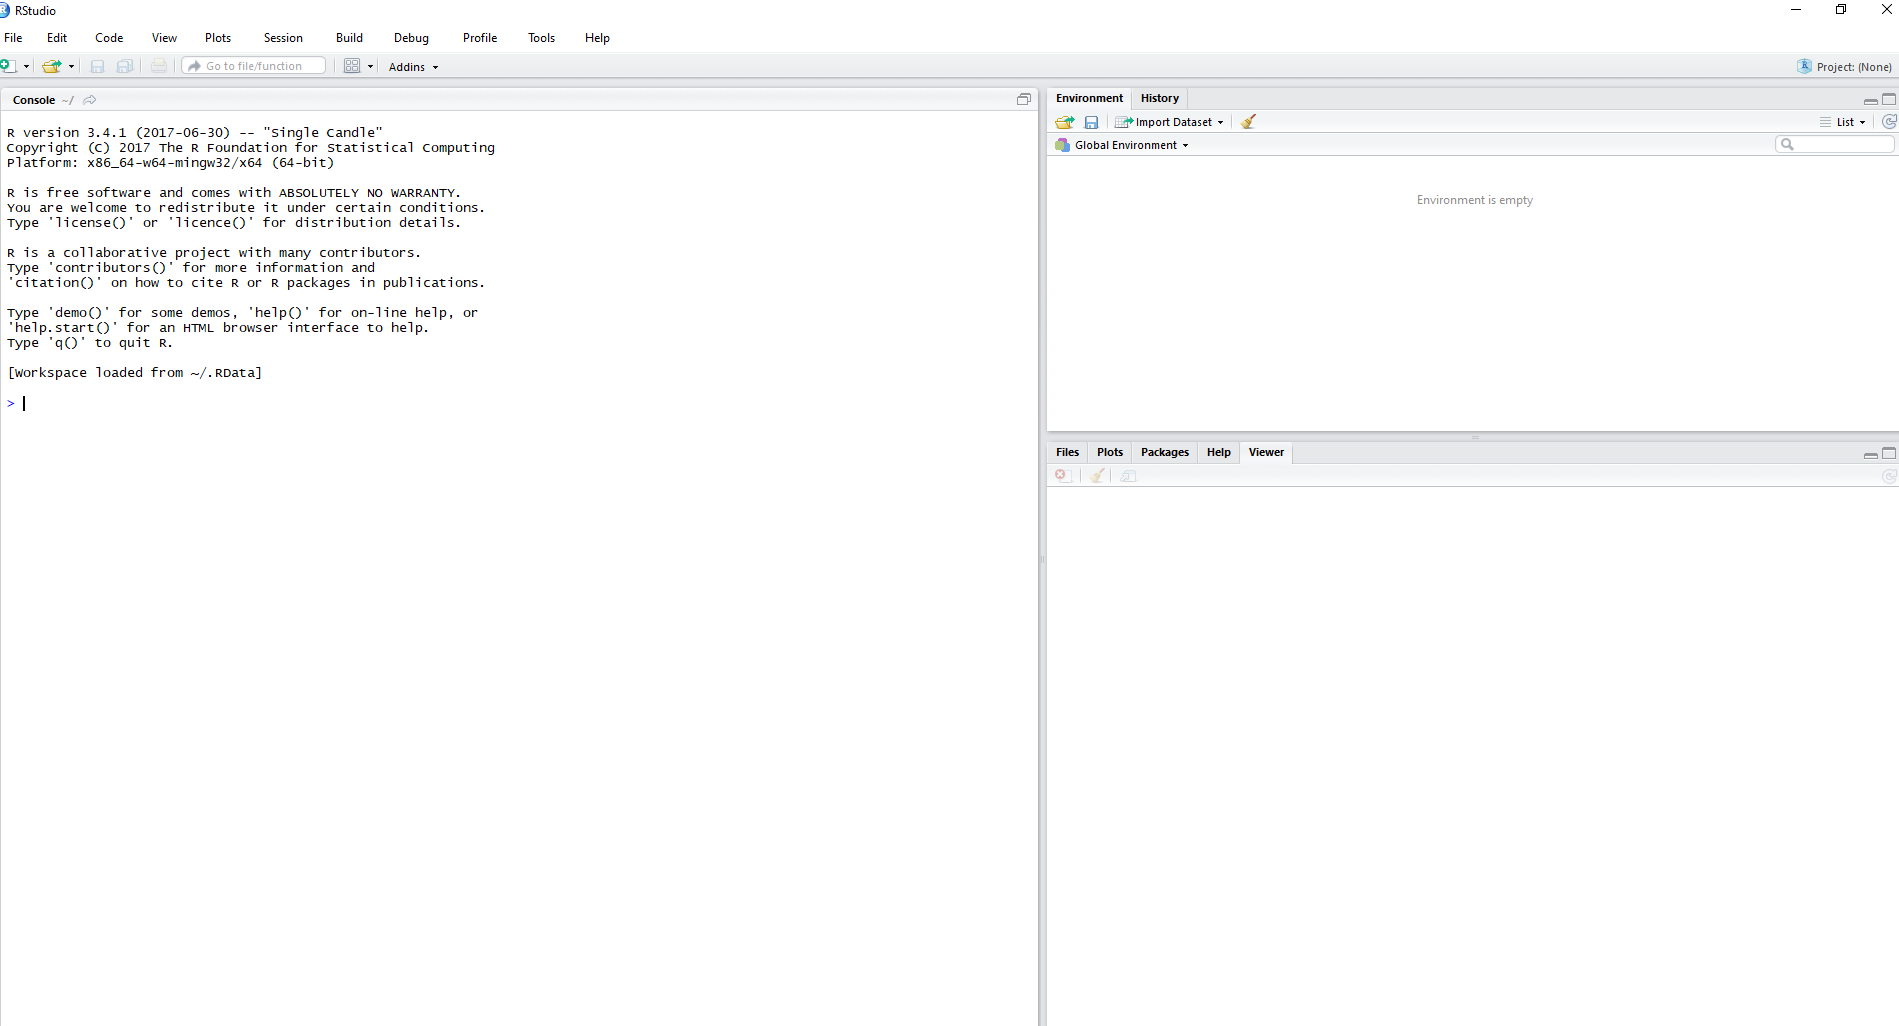 RStudio
File Edit Code View Plots Session Build Debug Profile Tools Help
Go to file/function Addins Project: (None)
Console ~/
R version 3.4.1 (2017-06-30) -- "Single Candle"
Copyright (C) 2017 The R Foundation for Statistical Computing
Platform: x86_64-w64-mingw32/x64 (64-bit)
R is free software and comes with ABSOLUTELY NO WARRANTY.
You are welcome to redistribute it under certain conditions.
Type 'license()' or 'licence()' for distribution details.
R is a collaborative project with many contributors.
Type 'contributors()' for more information and
'citation()' on how to cite R or R packages in publications.
Type 'demo()' for some demos, 'help()' for on-line help, or
'help.start()' for an HTML browser interface to help.
Type 'q()' to quit R.
[Workspace loaded from ~/.RData]
>
Environment History
Import Dataset List
Global Environment
Environment is empty
Files Plots Packages Help Viewer